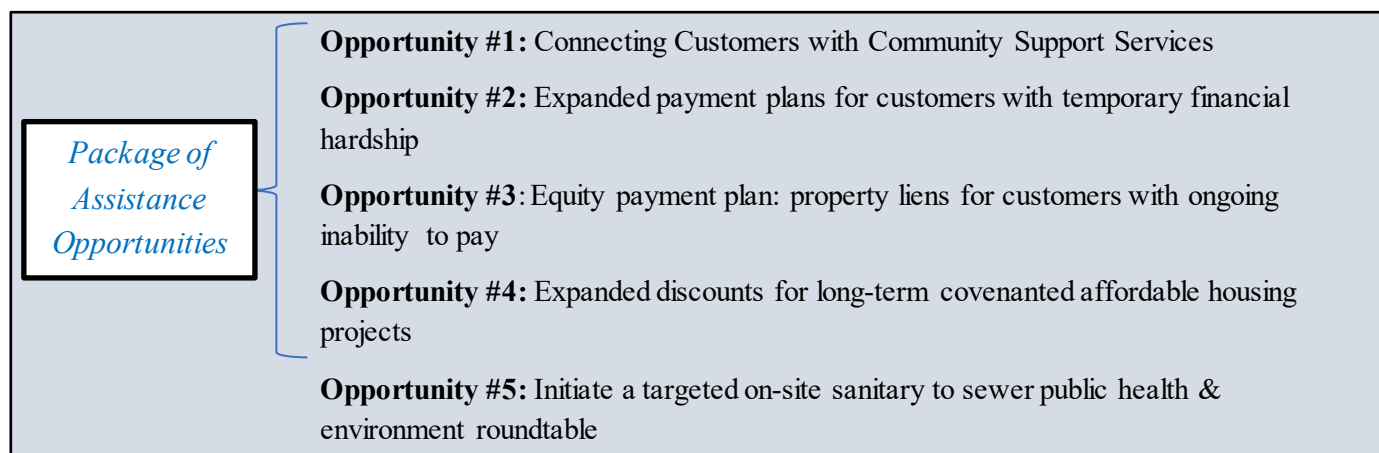 Package of
Assistance
Opportunities
Opportunity #1: Connecting Customers with Community Support Services
Opportunity #2: Expanded payment plans for customers with temporary financial
hardship
Opportunity #3: Equity payment plan: property liens for customers with ongoing
inability to pay
Opportunity #4: Expanded discounts for long-term covenanted affordable housing
projects
Opportunity #5: Initiate a targeted on-site sanitary to sewer public health &
environment roundtable